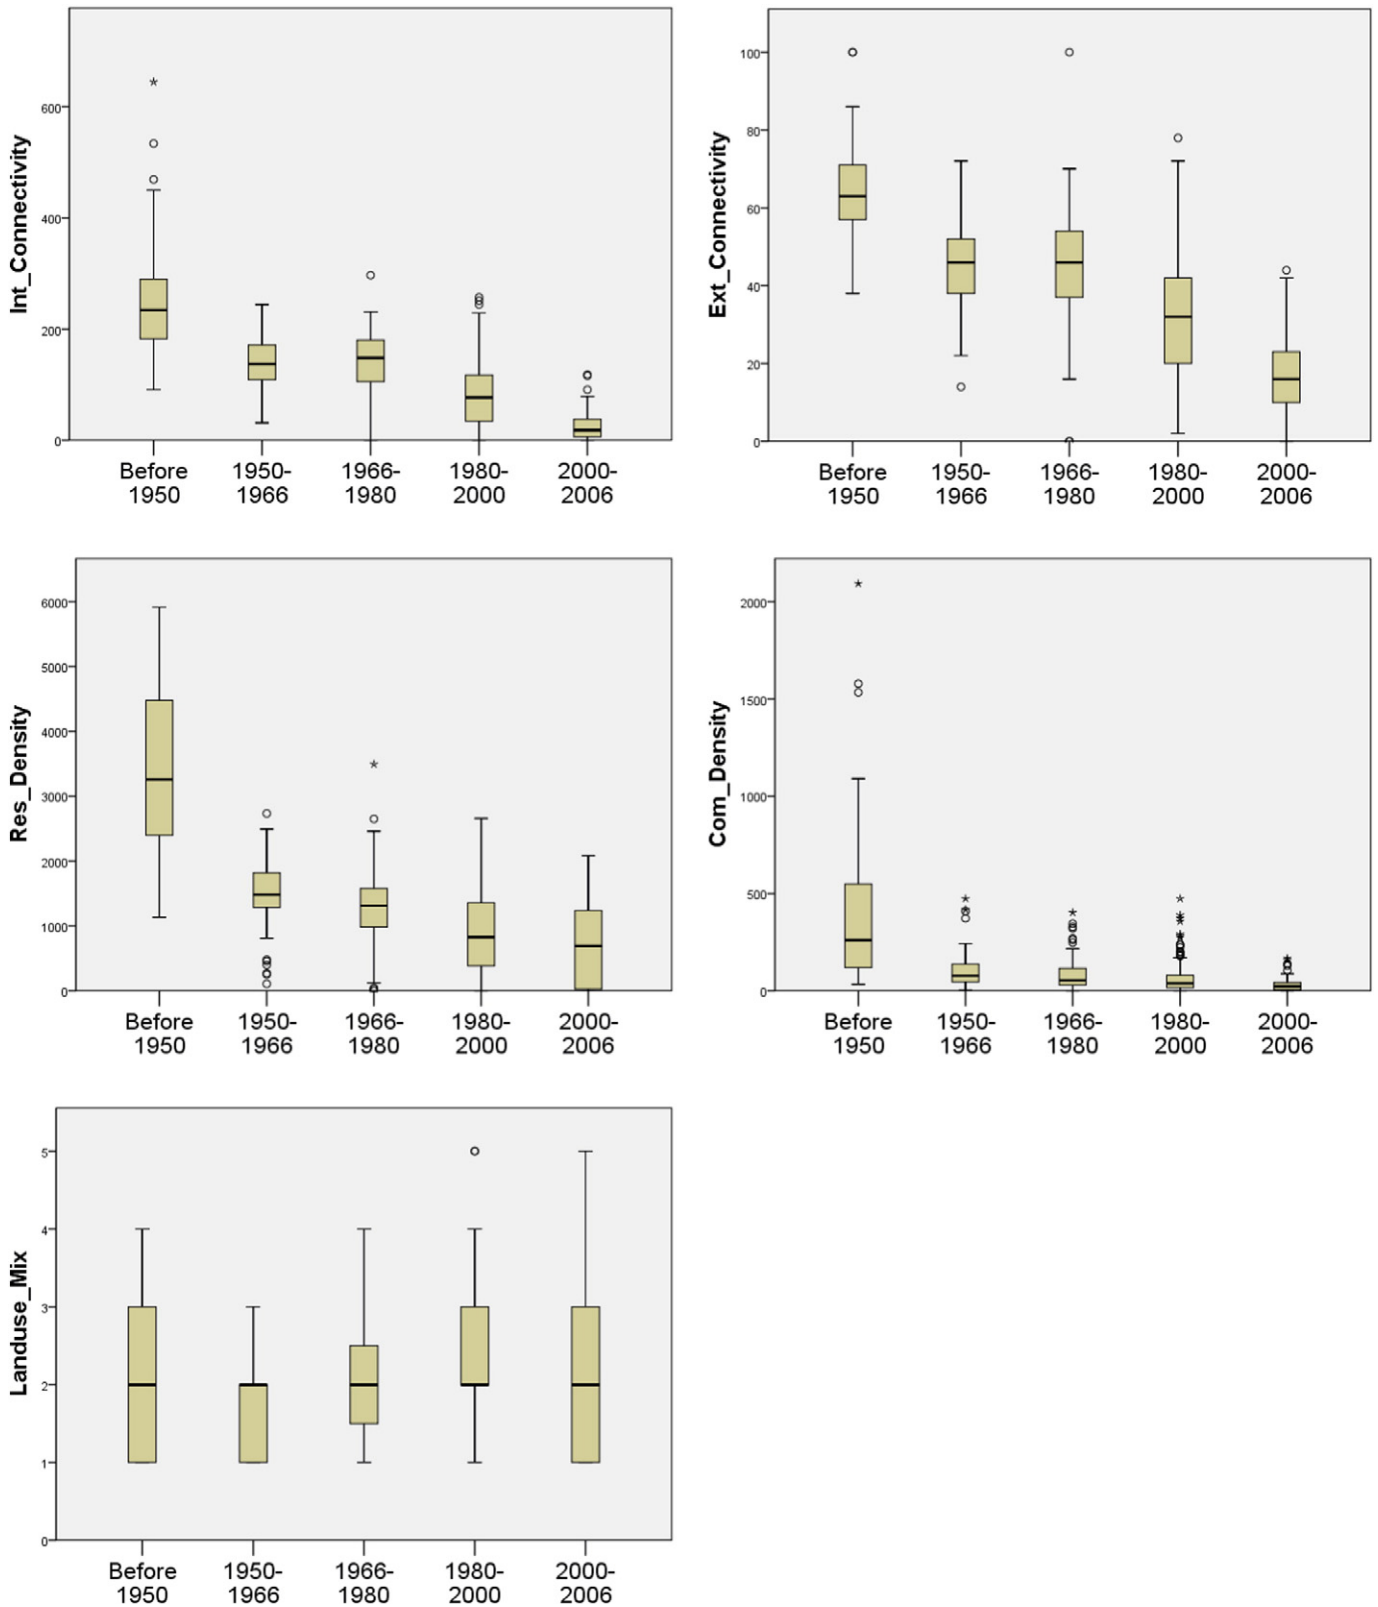 Int_Connectivity
600
400
200
0
Before 1950- 1966- 1980- 2000-
1950 1966 1980 2000 2006
Ext_Connectivity
100
80
60
40
20
0
Before 1950- 1966- 1980- 2000-
1950 1966 1980 2000 2006
Res_Density
6000
5000
4000
3000
2000
1000
0
Before 1950- 1966- 1980- 2000-
1950 1966 1980 2000 2006
Com_Density
2000
1500
1000
500
0
Before 1950- 1966- 1980- 2000-
1950 1966 1980 2000 2006
Landuse_Mix
5
4
3
2
1
0
Before 1950- 1966- 1980- 2000-
1950 1966 1980 2000 2006